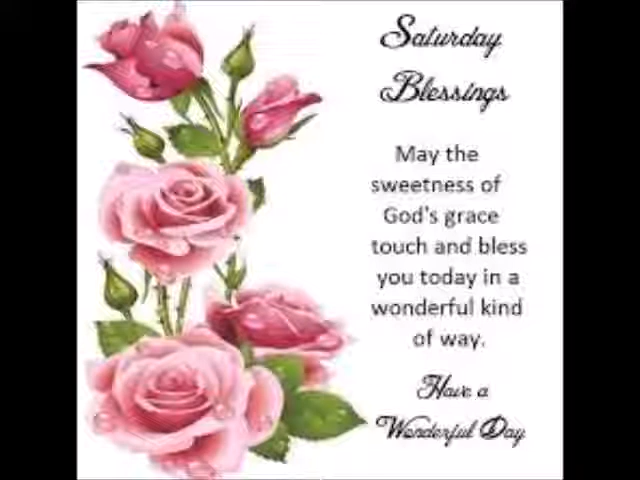 Saturday
Blessings
May the
sweetness of
God's grace
touch and bless
you today in a
wonderful kind
of way.
Have a
Wonderful Day